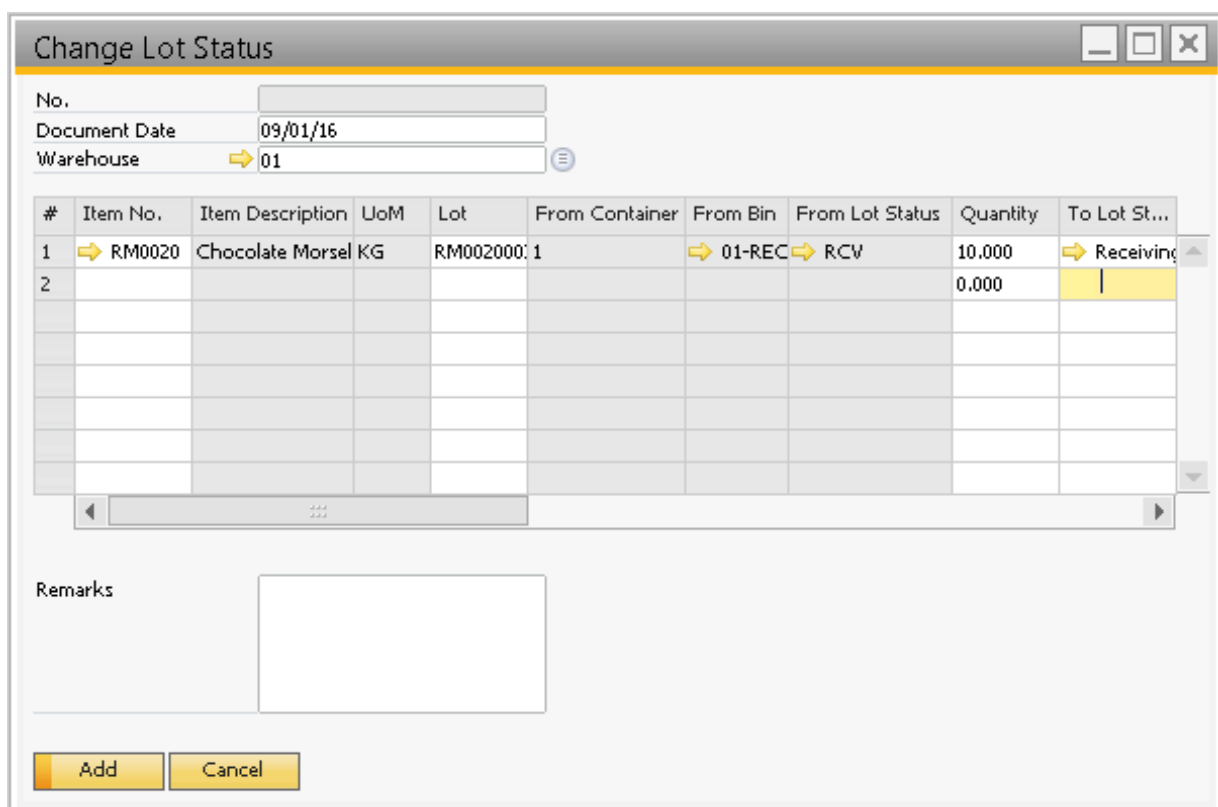 Change Lot Status
No.
Document Date 09/01/16
Warehouse 01
# Item No. Item Description UoM Lot From Container From Bin From Lot Status Quantity To Lot St...
1 RM0020 Chocolate Morsel KG 1 01-REC RCV 10.000 Receiving
2 0.000
Remarks
Add Cancel